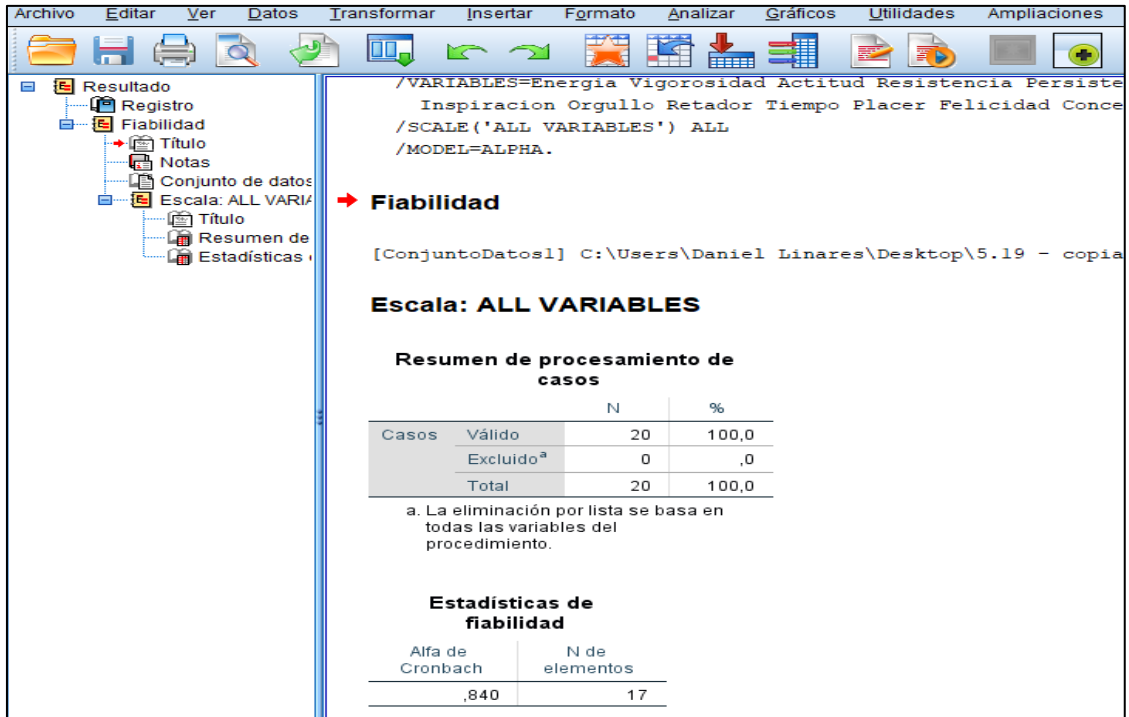 Archivo Editar Ver Datos Transformar Insertar Formato Analizar Gráficos Utilidades Ampliaciones
Resultado
Registro
Fiabilidad
Título
Notas
Conjunto de datos
Escala: ALL VARIA
Título
Resumen de
Estadísticas
/VARIABLES=Energia Vigorosidad Actitud Resistencia Persiste
Inspiracion Orgullo Retador Tiempo Placer Felicidad Conce
/SCALE('ALL VARIABLES') ALL
/MODEL=ALPHA.
Fiabilidad
[ConjuntoDatos1] C:\Users\Daniel Linares\Desktop\5.19 - copia
Escala: ALL VARIABLES
Resumen de procesamiento de
casos
N %
Casos Válido 20 100,0
Excluido a 0 ,0
Total 20 100,0
a. La eliminación por lista se basa en
todas las variables del
procedimiento.
Estadísticas de
fiabilidad
Alfa de N de
Cronbach elementos
,840 17